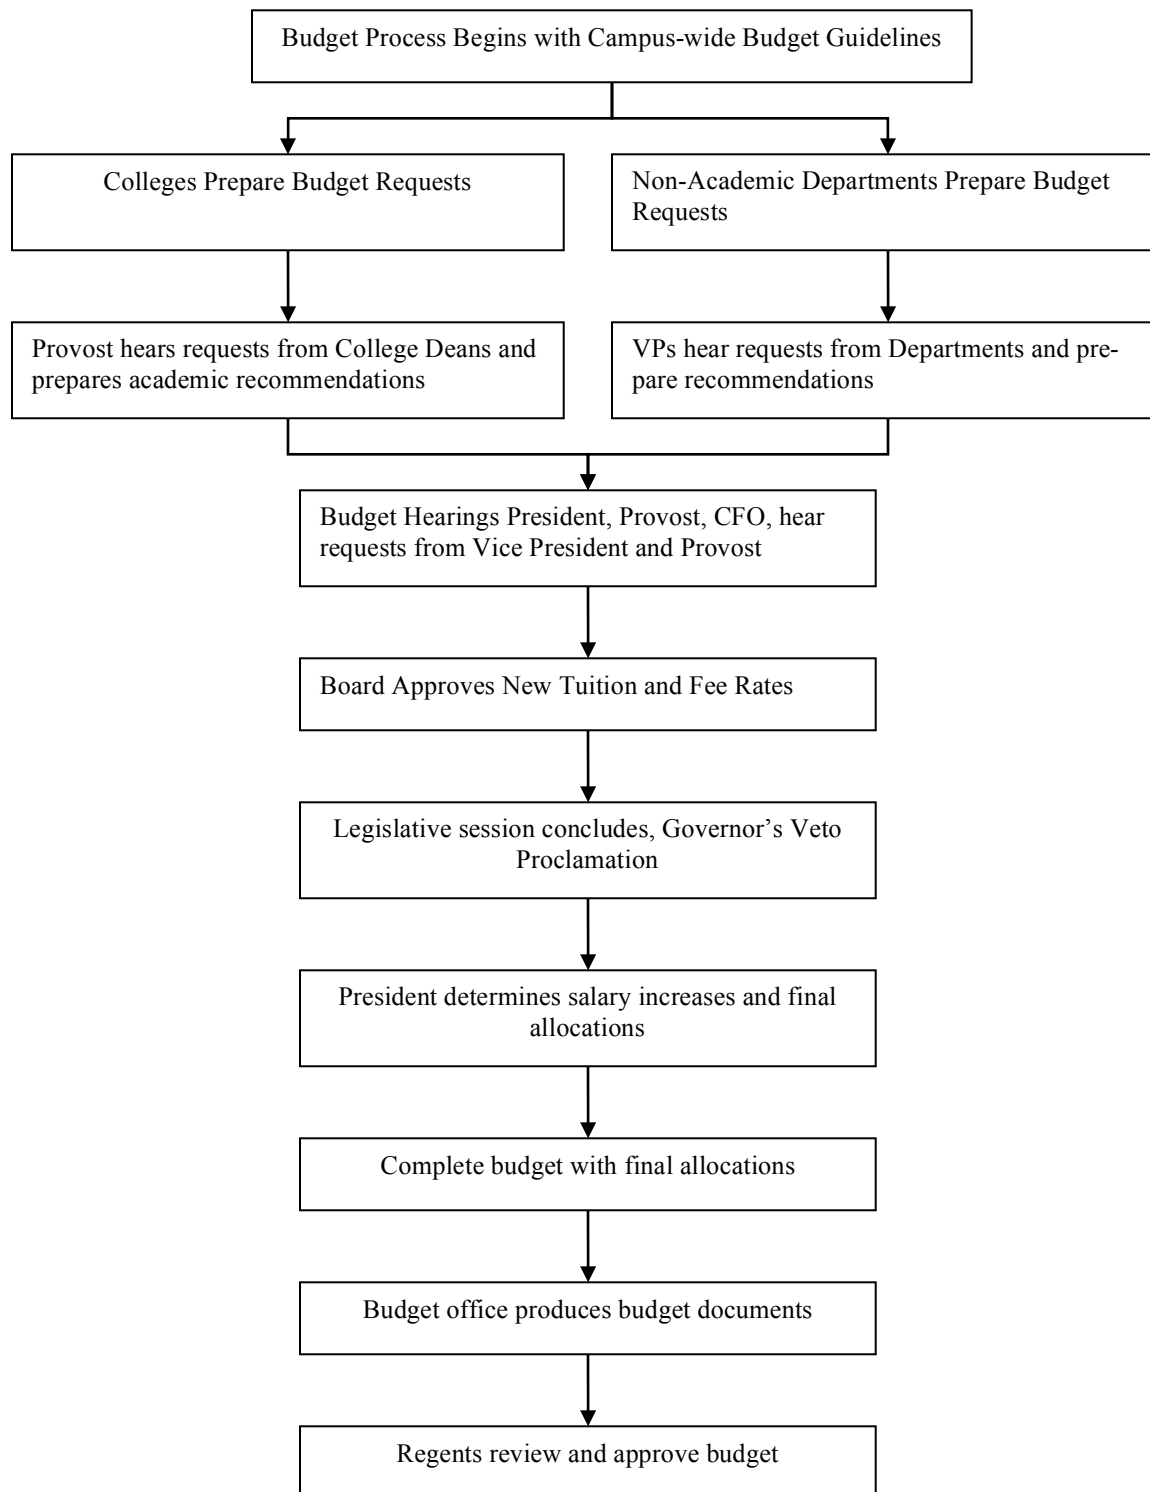 Budget Process Begins with Campus-wide Budget Guidelines
Colleges Prepare Budget Requests
Non-Academic Departments Prepare Budget
Requests
Provost hears requests from College Deans and
prepares academic recommendations
VPs hear requests from Departments and pre-
pare recommendations
Budget Hearings President, Provost, CFO, hear
requests from Vice President and Provost
Board Approves New Tuition and Fee Rates
Legislative session concludes, Governor’s Veto
Proclamation
President determines salary increases and final
allocations
Complete budget with final allocations
Budget office produces budget documents
Regents review and approve budget